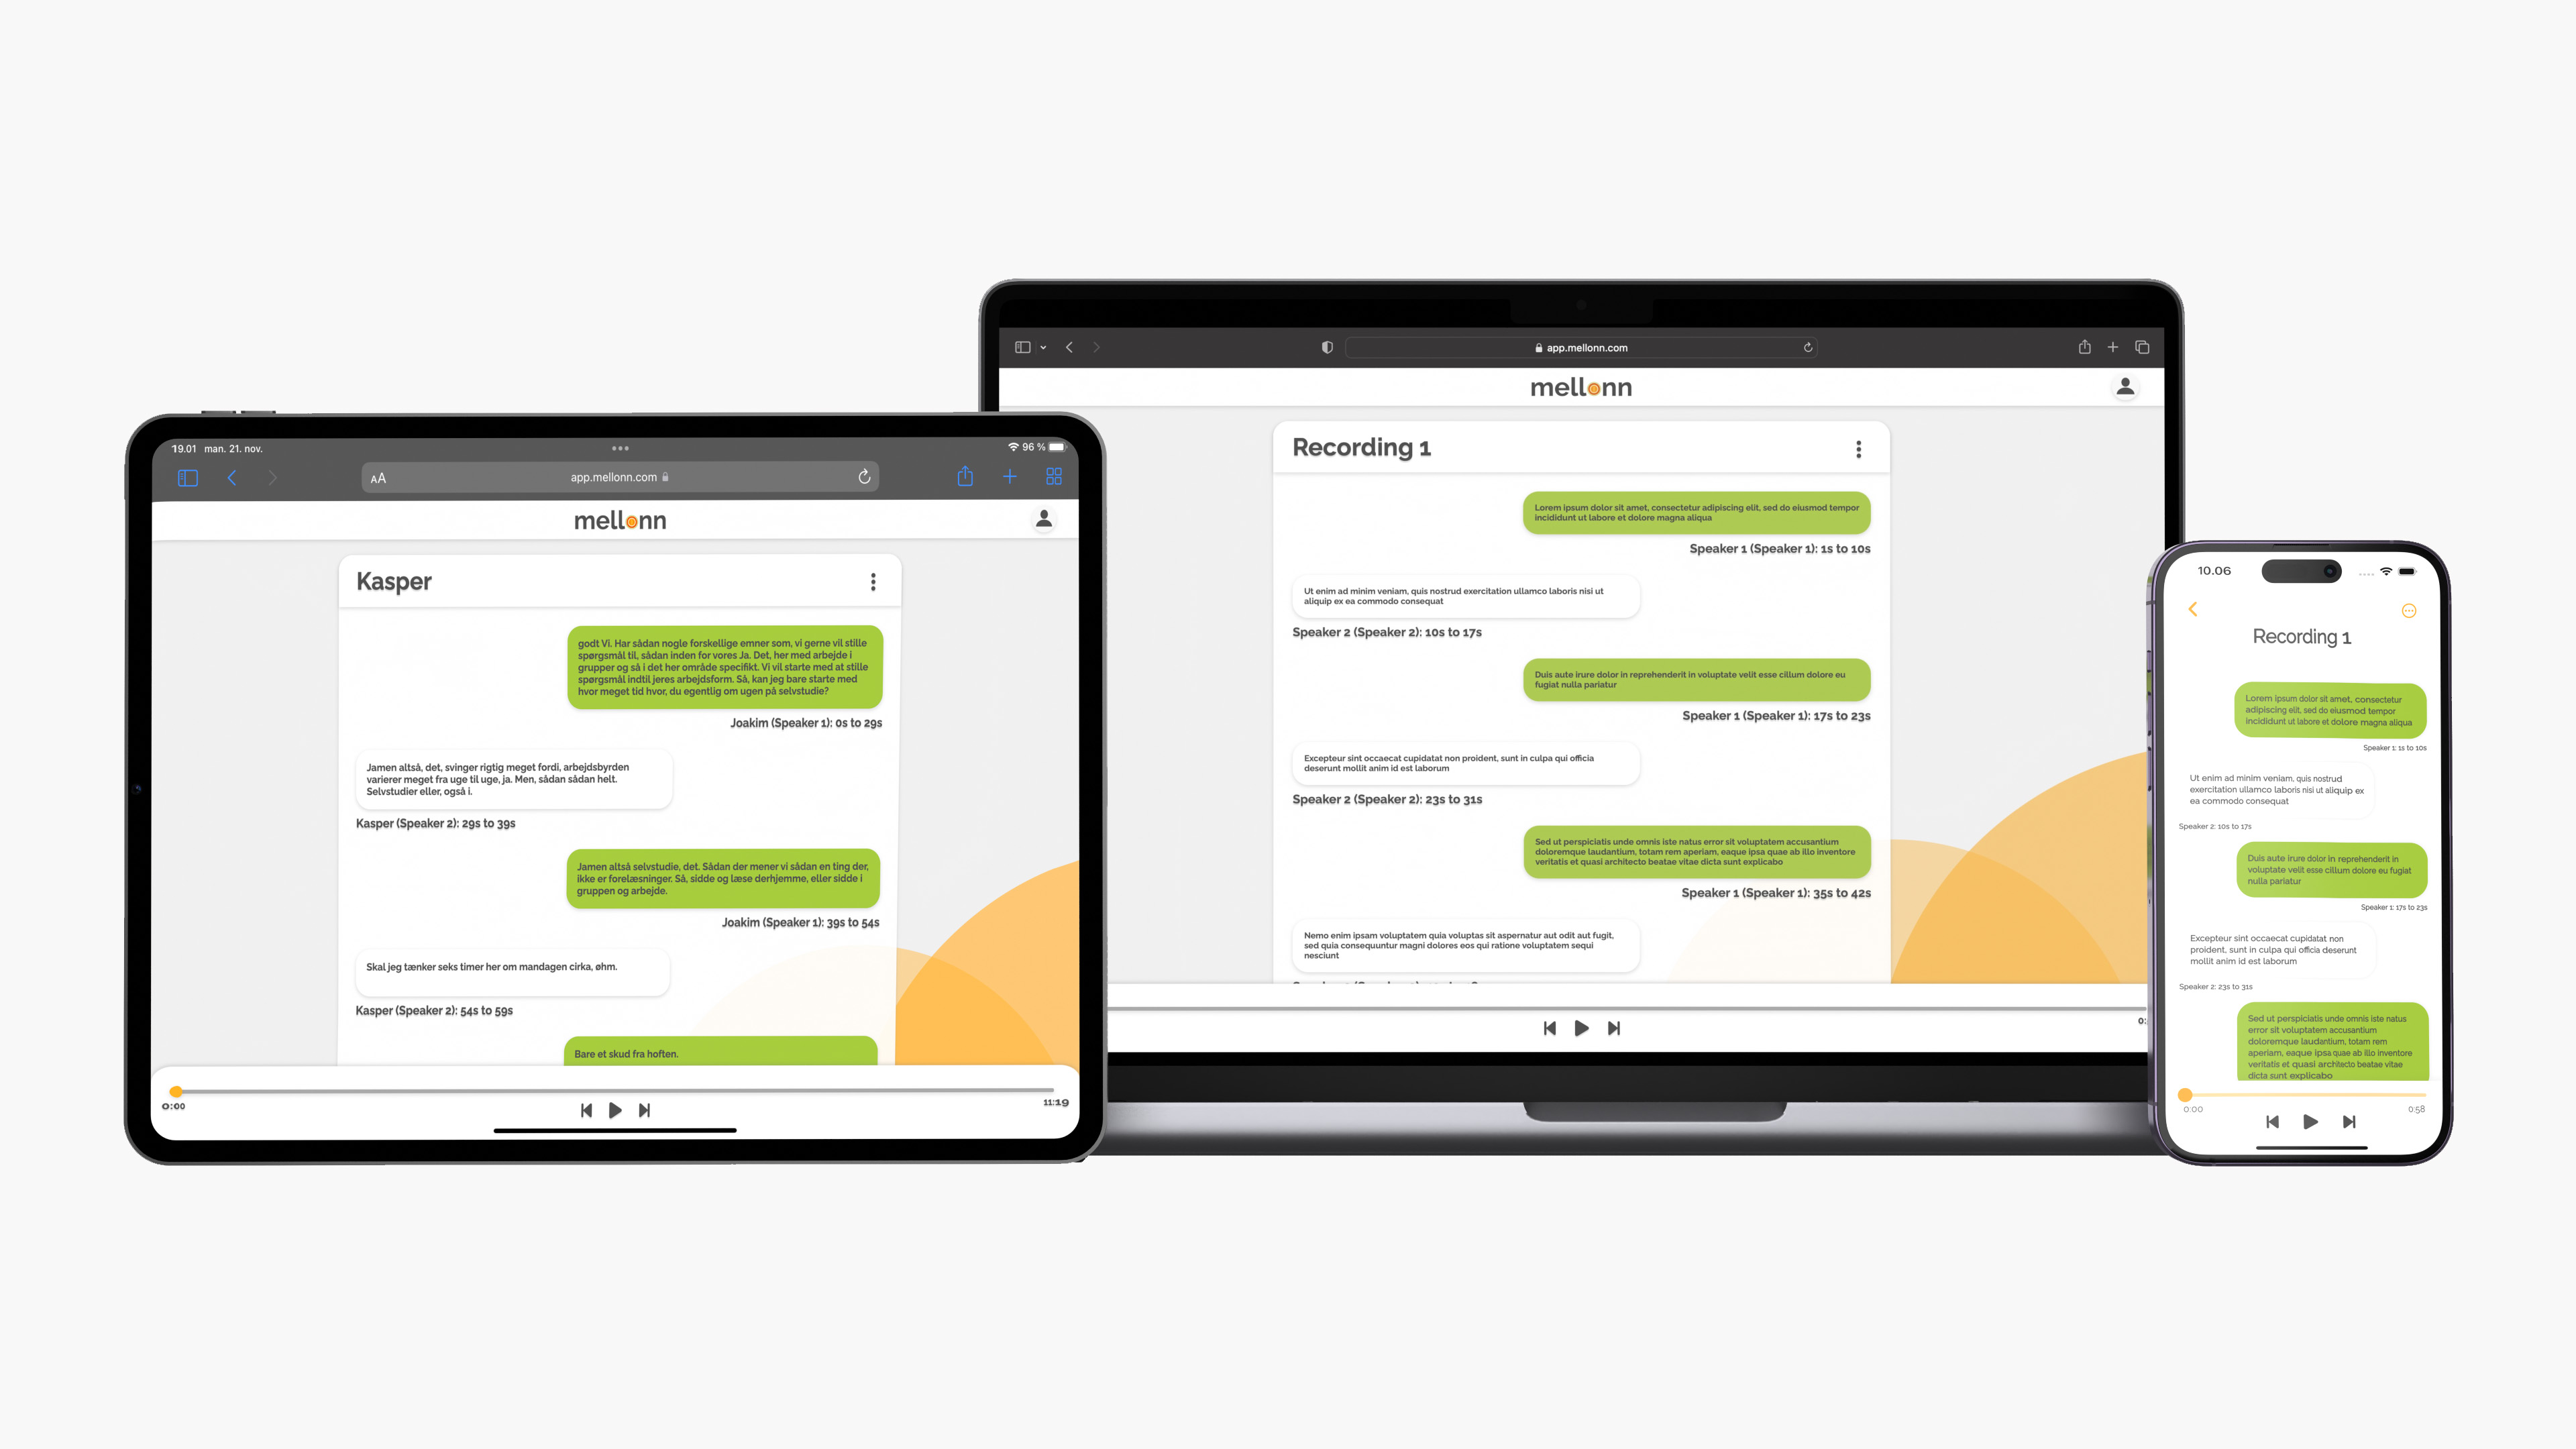 19.01 man. 21. nov.
96 %
AA
app.mellonn.com
mellonn
Kasper
godt Vi. Har sådan nogle forskellige emner som, vi gerne vil stille
spørgsmål til, sådan inden for vores Ja. Det, her med arbejde i
grupper og så i det her område specifikt. Vi vil starte med at stille
spørgsmål indtil jeres arbejdsform. Så, kan jeg bare starte med
hvor meget tid hvor, du egentlig om ugen på selvstudie?
Joakim (Speaker 1): 0s to 29s
Jamen altså, det, svinger rigtig meget fordi, arbejdsbyrden
varierer meget fra uge til uge, ja. Men, sådan sådan helt.
Selvstudier eller, også i.
Kasper (Speaker 2): 29s to 39s
Jamen altså selvstudie, det. Sådan der mener vi sådan en ting der,
ikke er forelæsninger. Så, sidde og læse derhjemme, eller sidde i
gruppen og arbejde.
Joakim (Speaker 1): 39s to 54s
Skal jeg tænker seks timer her om mandagen cirka, øhm.
Kasper (Speaker 2): 54s to 59s
Bare et skud fra hoften.
0:00
11:19
app.mellonn.com
mellonn
Recording 1
Lorem ipsum dolor sit amet, consectetur adipiscing elit, sed do eiusmod tempor
incididunt ut labore et dolore magna aliqua
Speaker 1 (Speaker 1): 1s to 10s
Ut enim ad minim veniam, quis nostrud exercitation ullamco laboris nisi ut
aliquip ex ea commodo consequat
Speaker 2 (Speaker 2): 10s to 17s
Duis aute irure dolor in reprehenderit in voluptate velit esse cillum dolore eu
fugiat nulla pariatur
Speaker 1 (Speaker 1): 17s to 23s
Excepteur sint occaecat cupidatat non proident, sunt in culpa qui officia
deserunt mollit anim id est laborum
Speaker 2 (Speaker 2): 23s to 31s
Sed ut perspiciatis unde omnis iste natus error sit voluptatem accusantium
doloremque laudantium, totam rem aperiam, eaque ipsa quae ab illo inventore
veritatis et quasi architecto beatae vitae dicta sunt explicabo
Speaker 1 (Speaker 1): 35s to 42s
Nemo enim ipsam voluptatem quia voluptas sit aspernatur aut odit aut fugit,
sed quia consequuntur magni dolores eos qui ratione voluptatem sequi
nesciunt
0:
10.06
Recording 1
Lorem ipsum dolor sit amet, consectetur
adipiscing elit, sed do eiusmod tempor
incididunt ut labore et dolore magna aliqua
Speaker 1: 1s to 10s
Ut enim ad minim veniam, quis nostrud
exercitation ullamco laboris nisi ut aliquip ex
ea commodo consequat
Speaker 2: 10s to 17s
Duis aute irure dolor in reprehenderit in
voluptate velit esse cillum dolore eu fugiat
nulla pariatur
Speaker 1: 17s to 23s
Excepteur sint occaecat cupidatat non
proident, sunt in culpa qui officia deserunt
mollit anim id est laborum
Speaker 2: 23s to 31s
Sed ut perspiciatis unde omnis iste natus
error sit voluptatem accusantium
doloremque laudantium, totam rem
aperiam, eaque ipsa quae ab illo inventore
veritatis et quasi architecto beatae vitae
dicta sunt explicabo
0:00
0:58